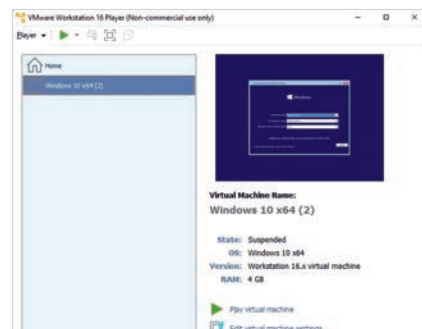 VMware Workstation 16 Player (Non-commercial use only)
Player
Home
Windows 10 x64 (2)
Windows
Virtual Machine Name:
Windows 10 x64 (2)
State: Suspended
OS: Windows 10 x64
Version: Workstation 16.x virtual machine
RAM: 4 GB
Play virtual machine
Edit virtual machine settings